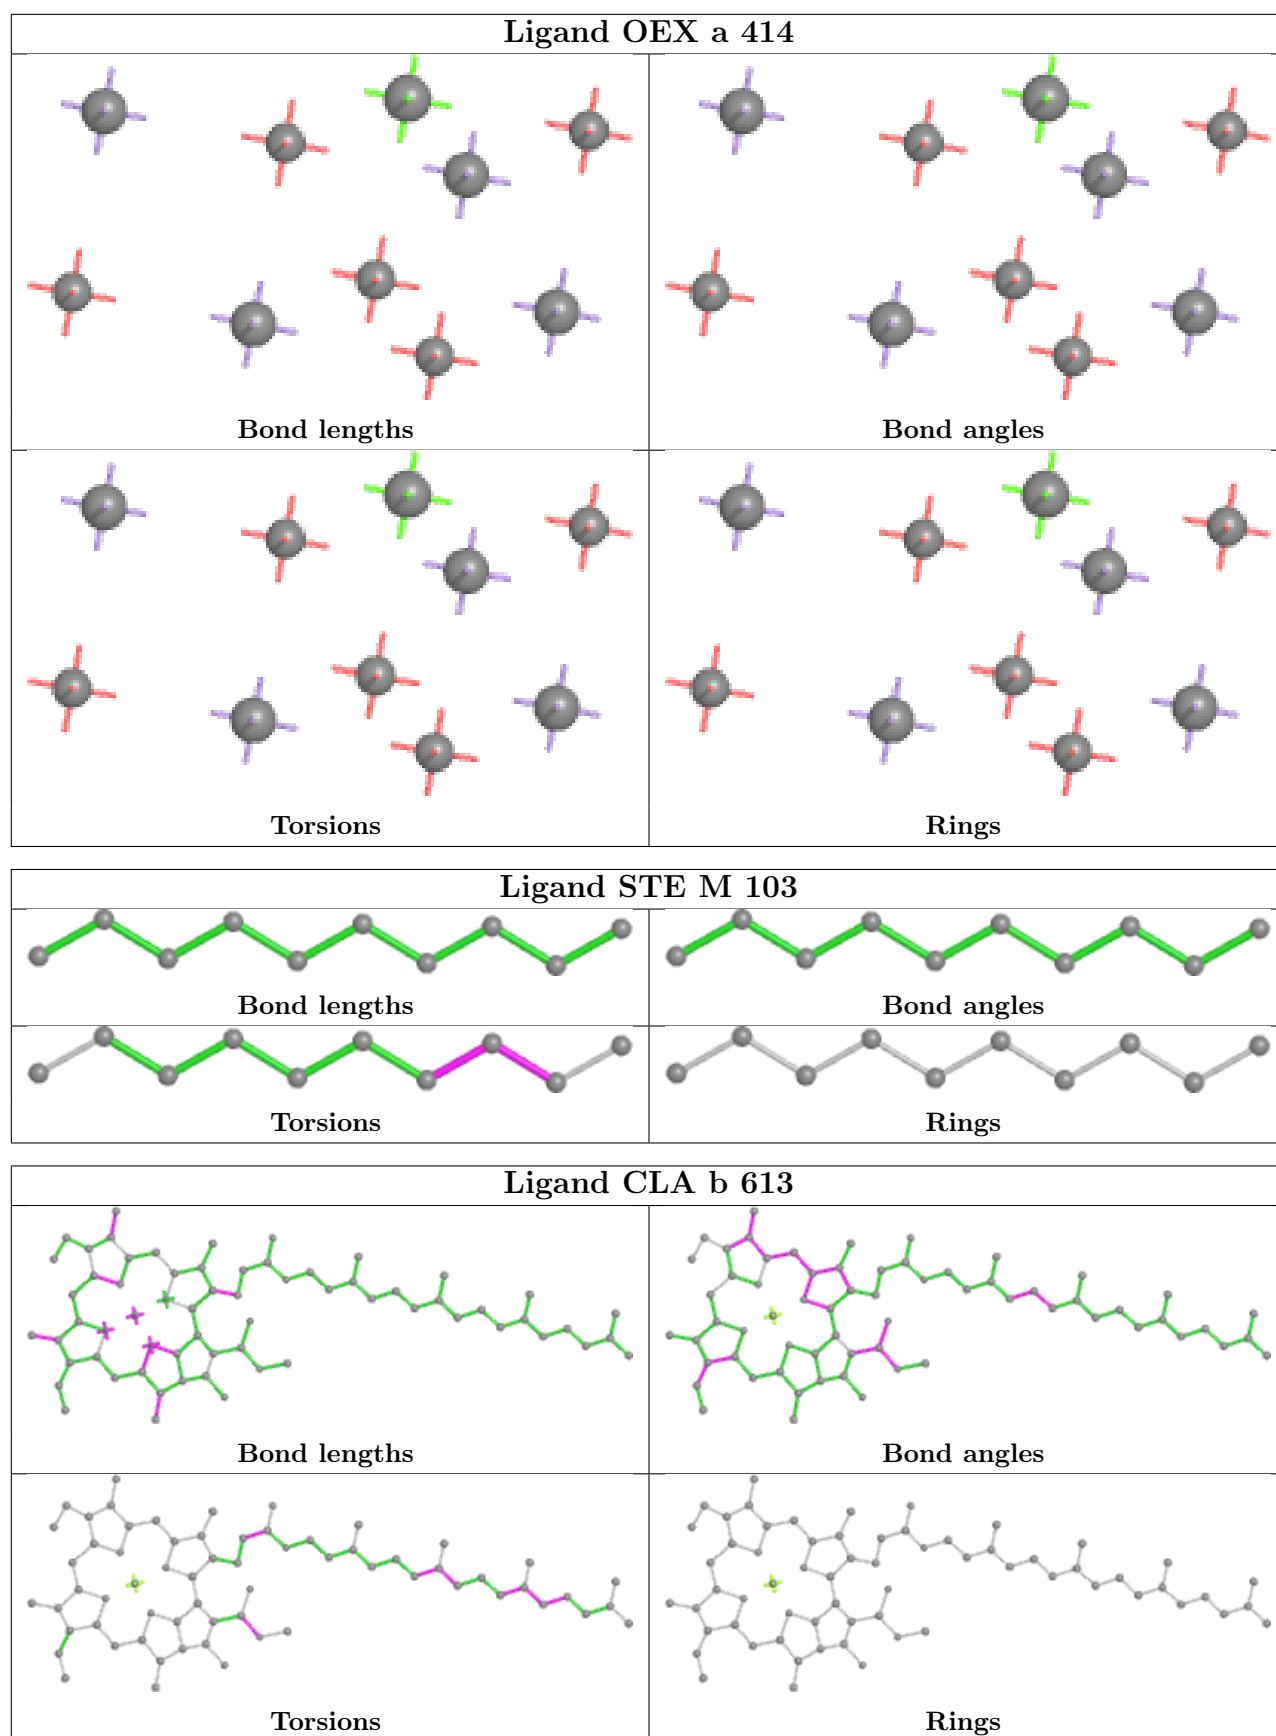 Ligand OEX a 414
Bond lengths
Bond angles
Torsions
Rings
Ligand STE M 103
Bond lengths
Bond angles
Torsions
Rings
Ligand CLA b 613
Bond lengths
Bond angles
Torsions
Rings